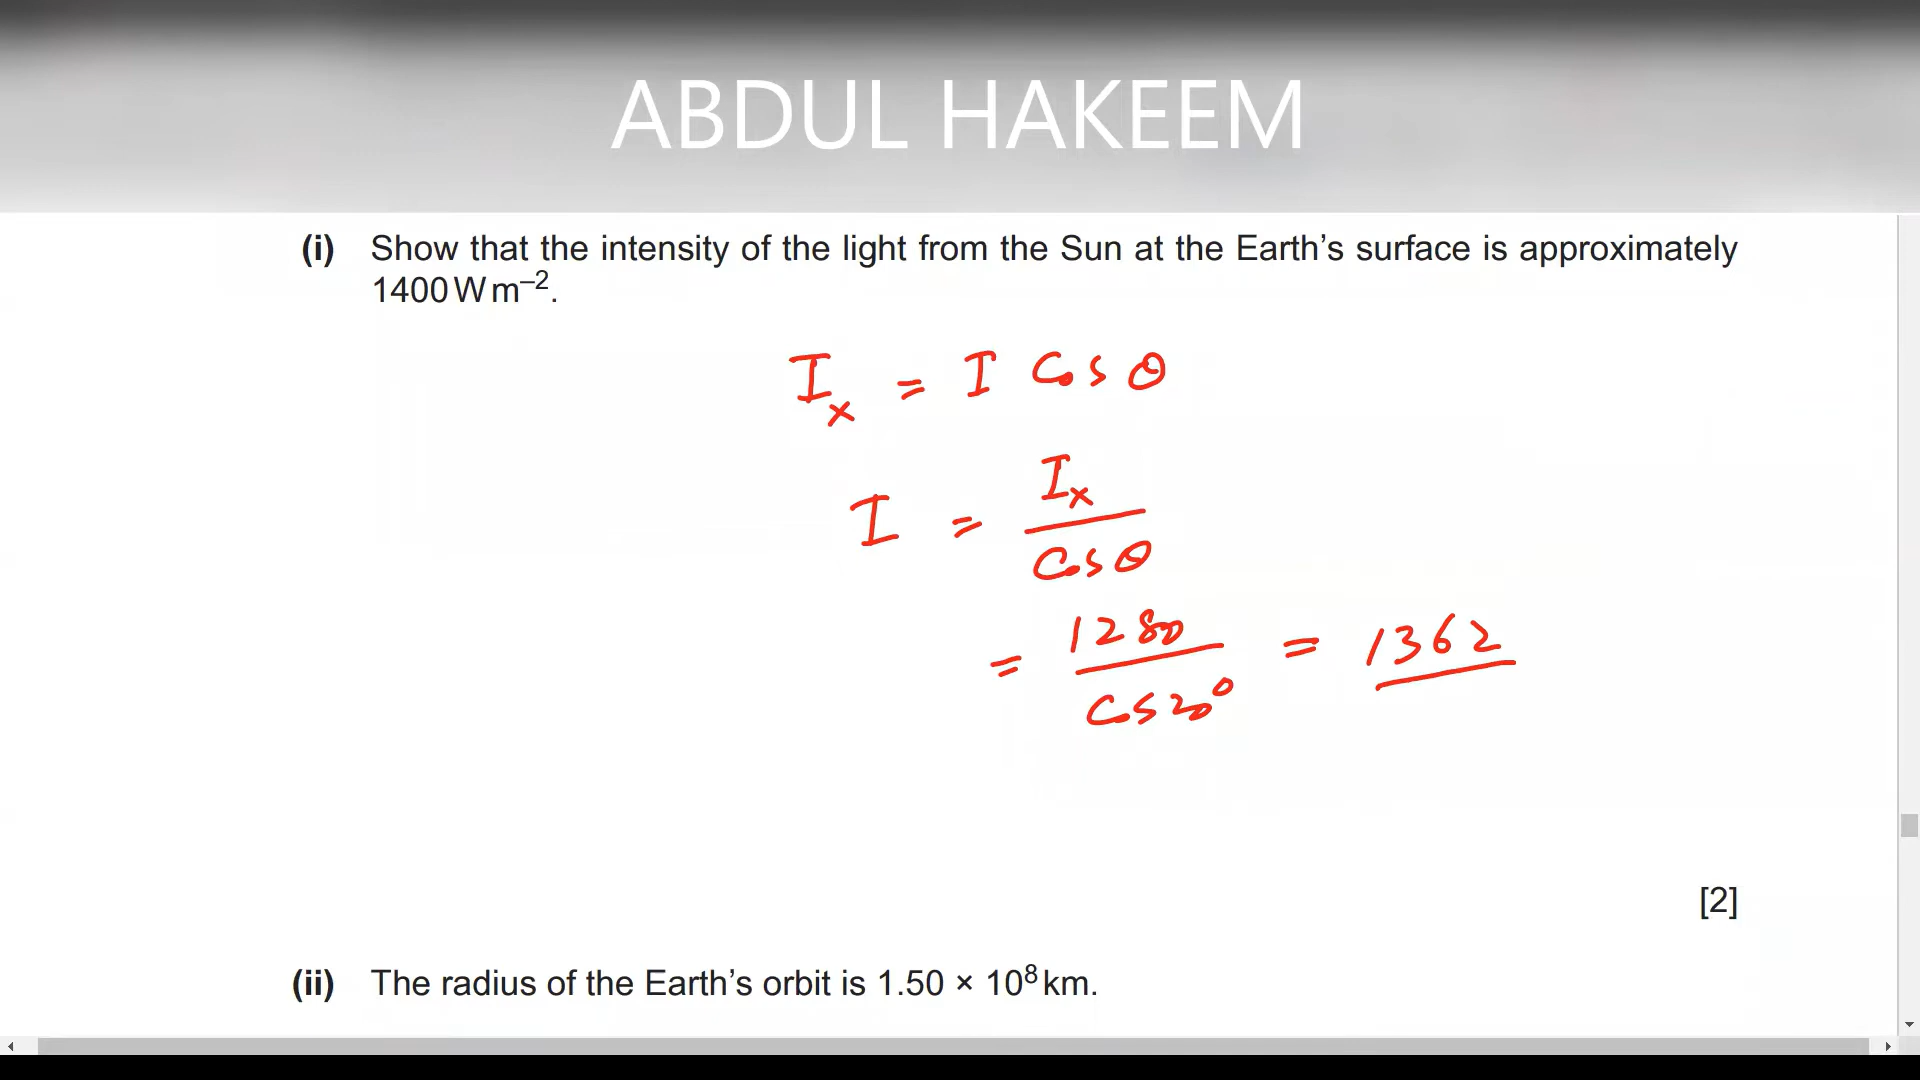 ABDUL HAKEEM
(i) Show that the intensity of the light from the Sun at the Earth's surface is approximately
1400 W m⁻².
Iₓ = I Cos θ
I = Iₓ / Cos θ
= 1280 / Cos 20° = 1362
[2]
(ii) The radius of the Earth's orbit is 1.50 × 10⁸ km.